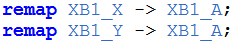 remap XB1_X -> XB1_A;
remap XB1_Y -> XB1_A;